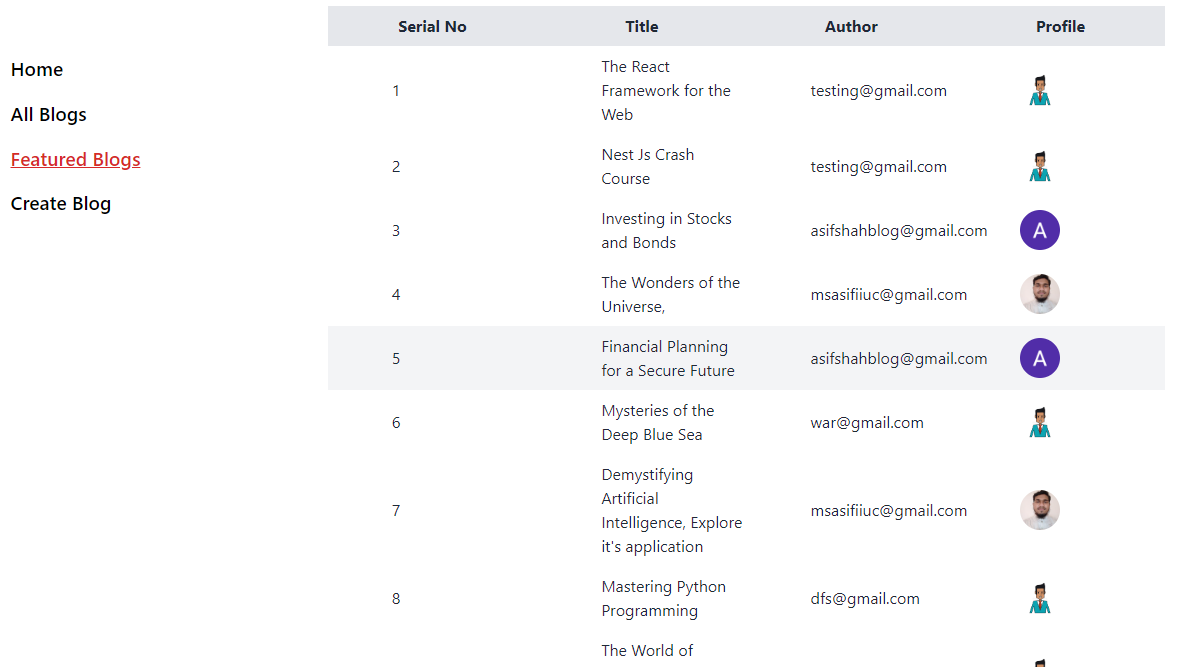 Serial No Title Author Profile
Home
All Blogs
Featured Blogs
Create Blog
The React
1 Framework for the testing@gmail.com
Web
Nest Js Crash
2 testing@gmail.com
Course
Investing in Stocks
3 asifshahblog@gmail.com A
and Bonds
The Wonders of the
4 msasifiiuc@gmail.com
Universe,
Financial Planning
5 asifshahblog@gmail.com A
for a Secure Future
Mysteries of the
6 war@gmail.com
Deep Blue Sea
Demystifying
Artificial
7 msasifiiuc@gmail.com
Intelligence, Explore
it's application
Mastering Python
8 dfs@gmail.com
Programming
The World of